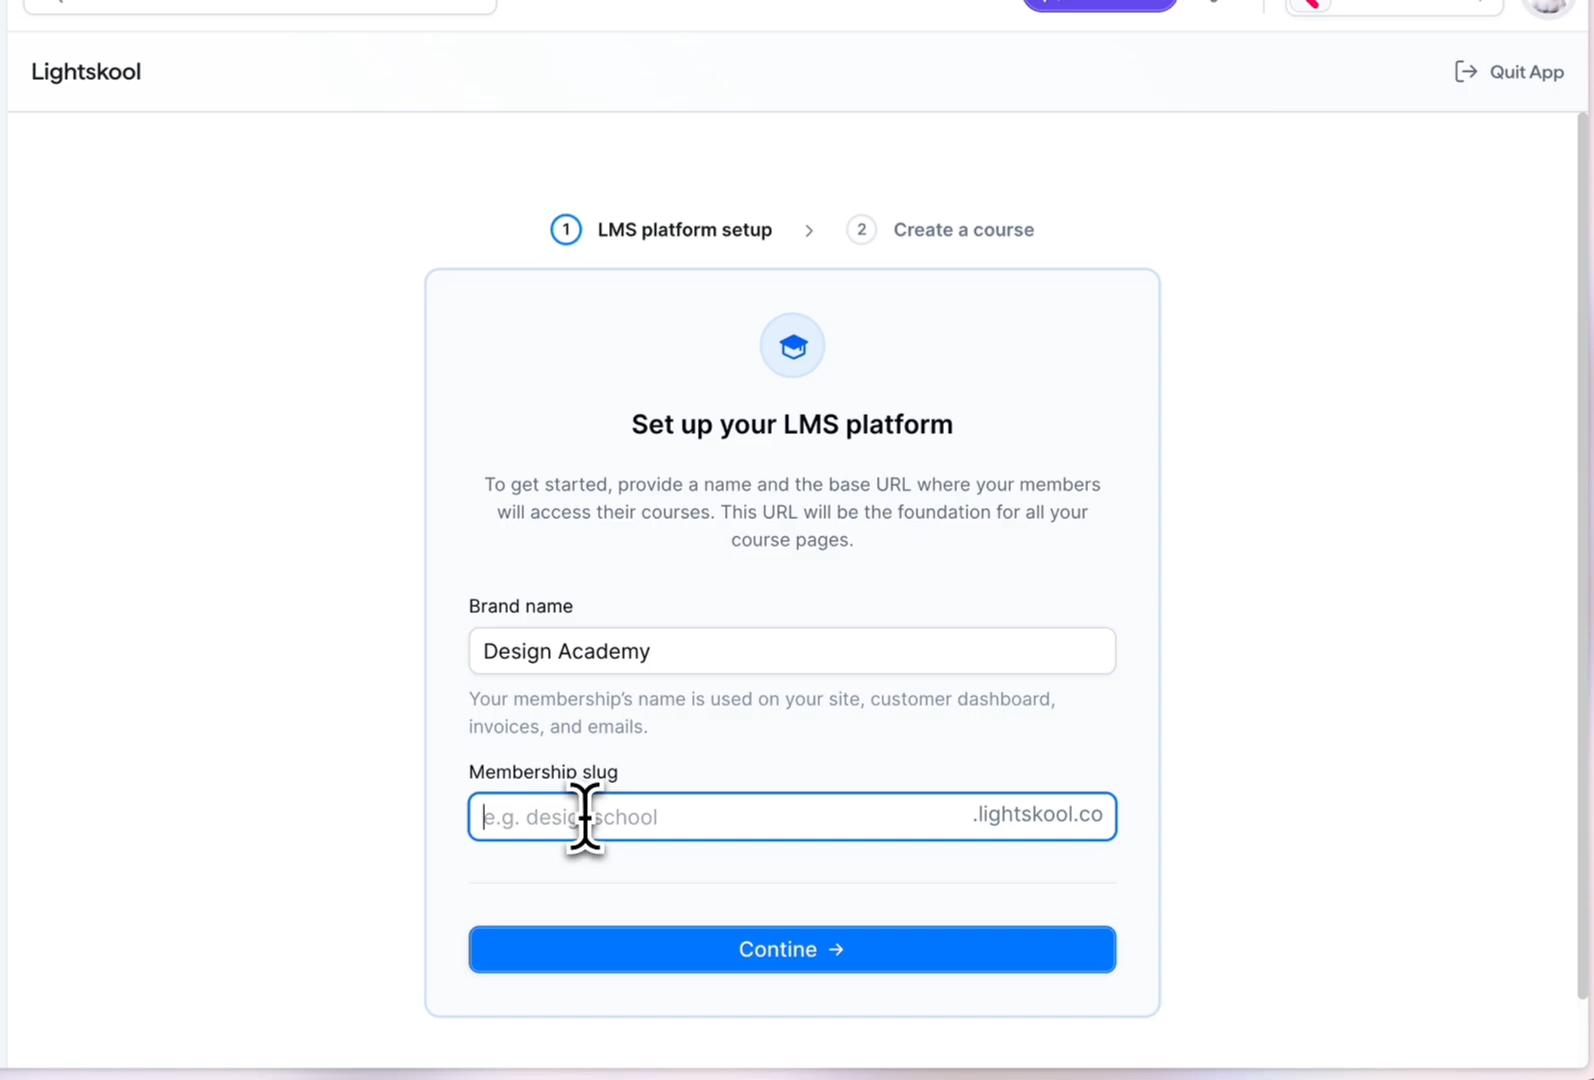 Lightskool
Quit App
1 LMS platform setup > 2 Create a course
Set up your LMS platform
To get started, provide a name and the base URL where your members
will access their courses. This URL will be the foundation for all your
course pages.
Brand name
Design Academy
Your membership’s name is used on your site, customer dashboard,
invoices, and emails.
Membership slug
e.g. design school .lightskool.co
Contine →